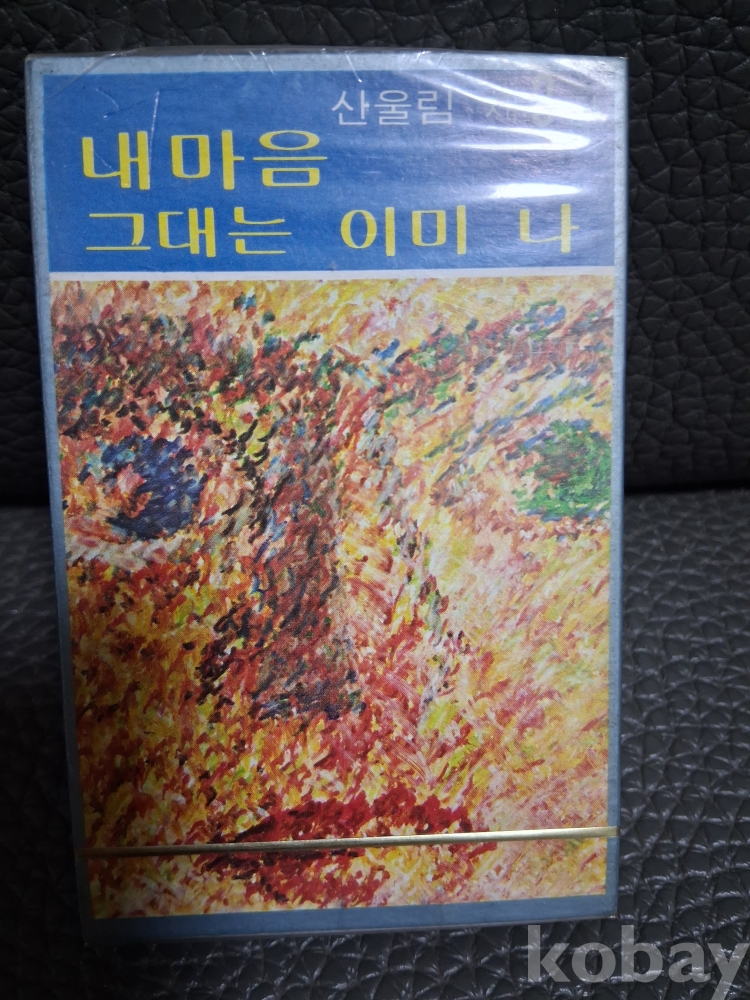 산울림
내마음
그대는 이미 나
kobay